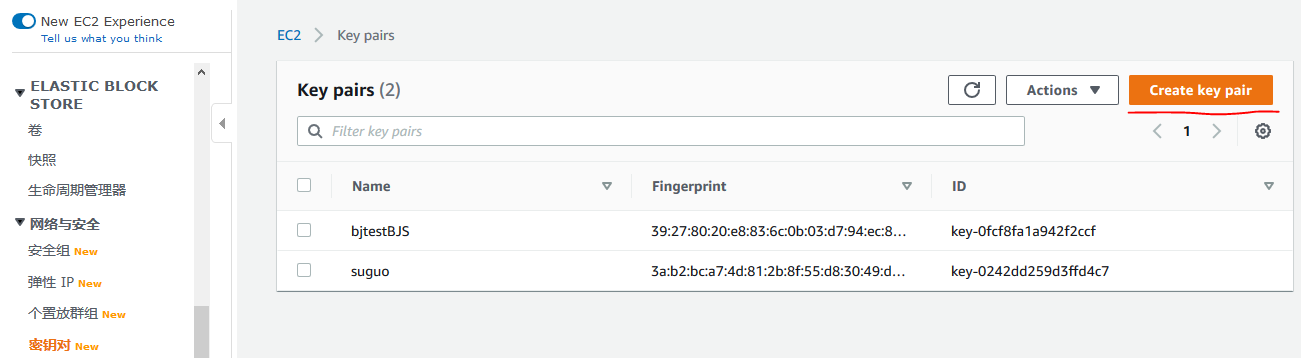 New EC2 Experience
Tell us what you think
ELASTIC BLOCK
STORE
卷
快照
生命周期管理器
网络与安全
安全组 New
弹性 IP New
个置放群组 New
密钥对 New
EC2 > Key pairs
Key pairs (2)
Actions
Create key pair
Filter key pairs
1
Name Fingerprint ID
bjtestBJS 39:27:80:20:e8:83:6c:0b:03:d7:94:ec:8... key-0fcf8fa1a942f2ccf
suguo 3a:b2:bc:a7:4d:81:2b:8f:55:d8:30:49:d... key-0242dd259d3ffd4c7